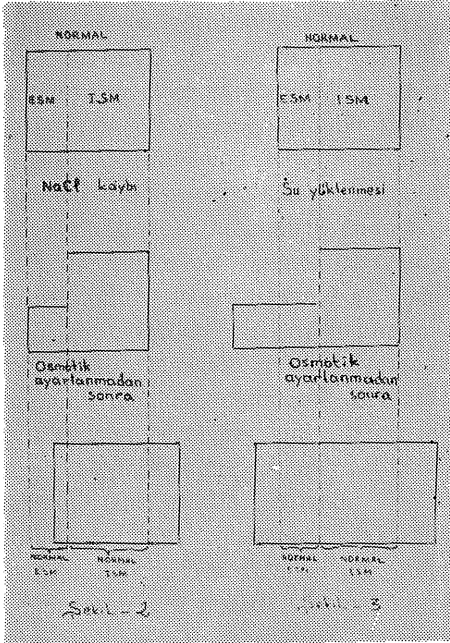 NORMAL
ESM ISM
NaCl kaybı
Osmotik
ayarlanmadan
sonra
NORMAL NORMAL
ESM ISM
Şekil - 2
NORMAL
ESM ISM
Su yüklenmesi
Osmotik
ayarlanmadan
sonra
NORMAL NORMAL
ISM
- 3